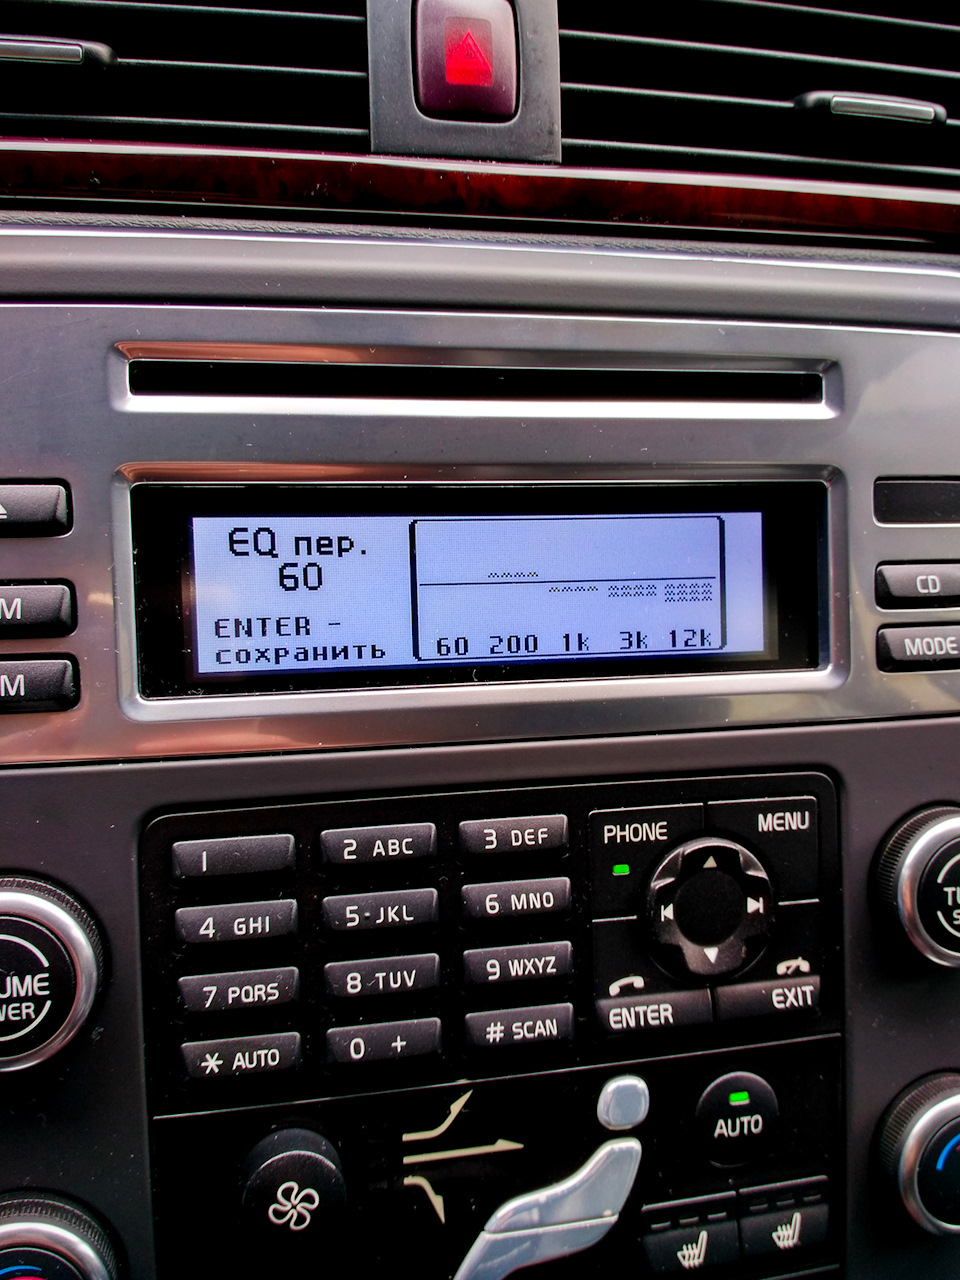 EQ пер.
60
ENTER -
сохранить
60 200 1k 3k 12k
M
M
CD
MODE
1
2 ABC
3 DEF
4 GHI
5 JKL
6 MNO
7 PQRS
8 TUV
9 WXYZ
* AUTO
0 +
# SCAN
PHONE
MENU
ENTER
EXIT
AUTO